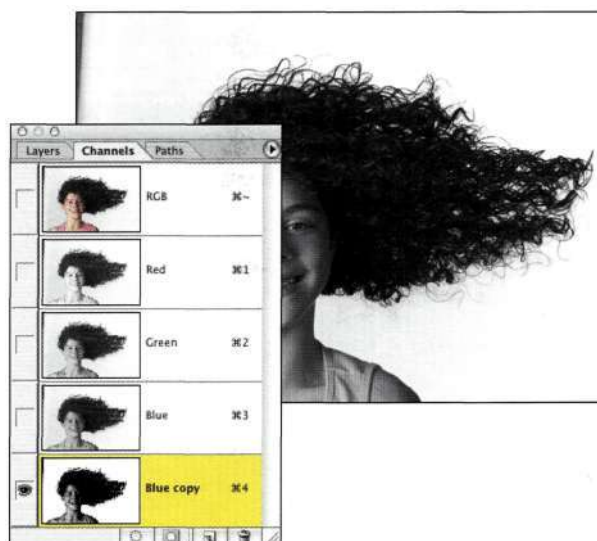 Layers Channels Paths
RGB ⌘~
Red ⌘1
Green ⌘2
Blue ⌘3
Blue copy ⌘4